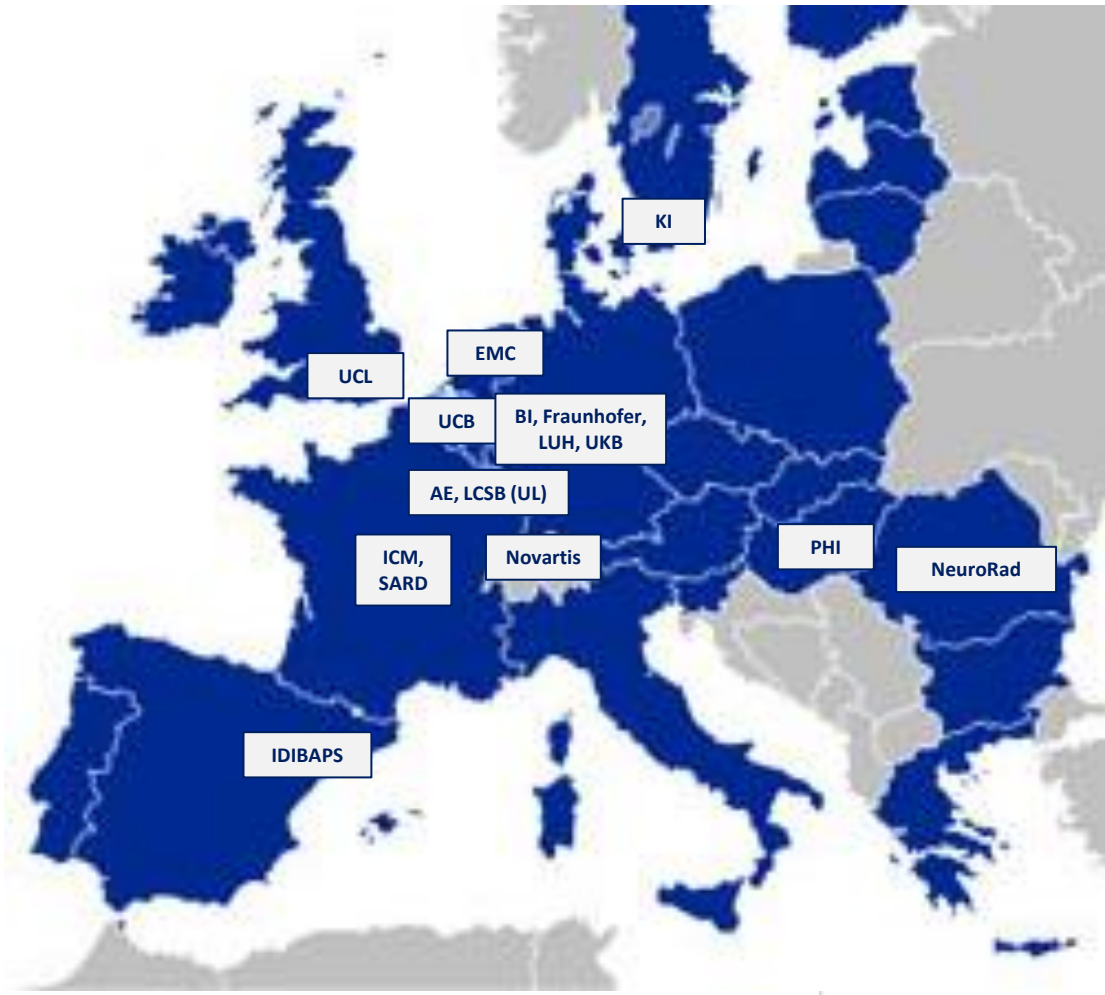 KI
EMC
UCL
UCB
BI, Fraunhofer,
LUH, UKB
AE, LCSB (UL)
ICM,
SARD
Novartis
PHI
NeuroRad
IDIBAPS